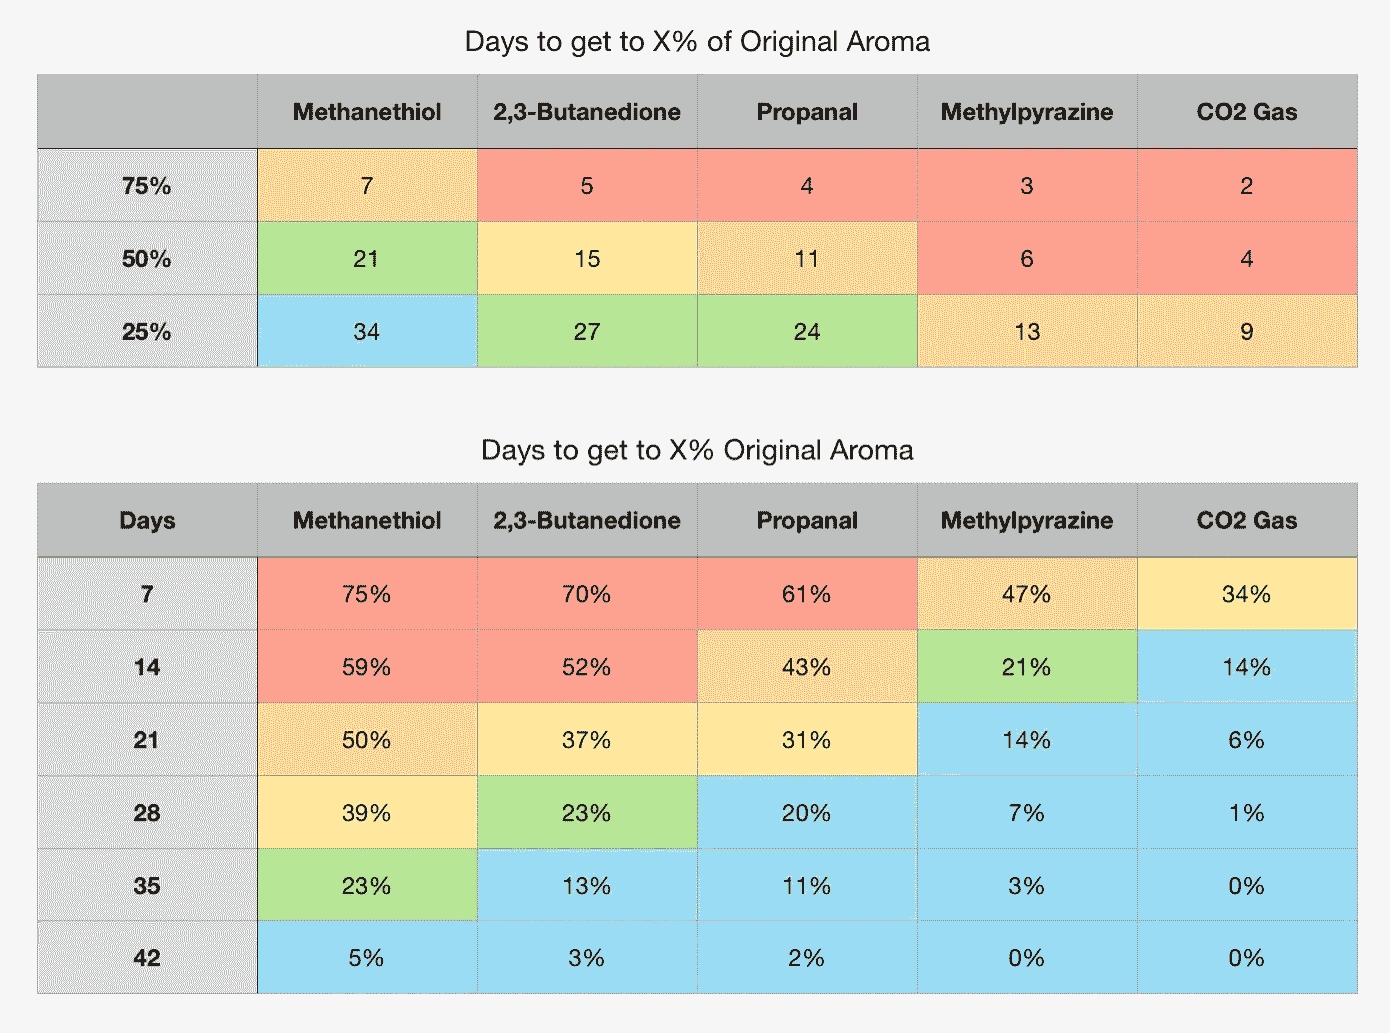 Days to get to X% of Original Aroma
Methanethiol 2,3-Butanedione Propanal Methylpyrazine CO2 Gas
75% 7 5 4 3 2
50% 21 15 11 6 4
25% 34 27 24 13 9
Days to get to X% Original Aroma
Days Methanethiol 2,3-Butanedione Propanal Methylpyrazine CO2 Gas
7 75% 70% 61% 47% 34%
14 59% 52% 43% 21% 14%
21 50% 37% 31% 14% 6%
28 39% 23% 20% 7% 1%
35 23% 13% 11% 3% 0%
42 5% 3% 2% 0% 0%